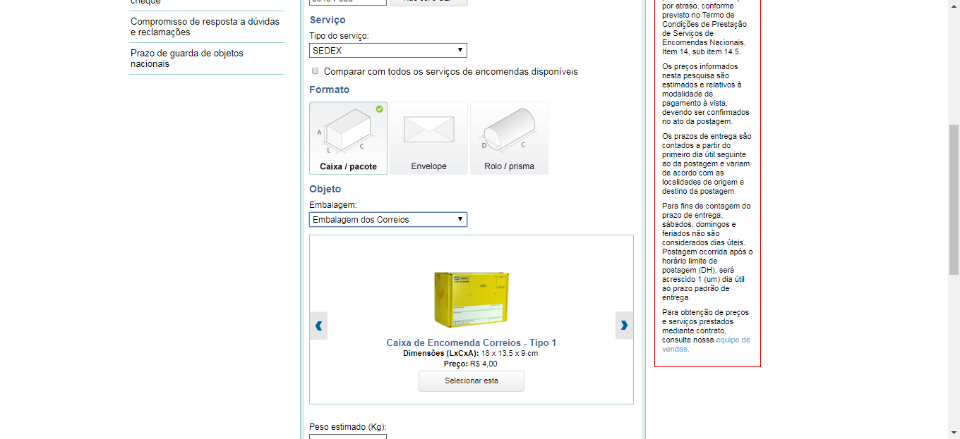 cheque
Compromisso de resposta a dúvidas
e reclamações
Prazo de guarda de objetos
nacionais
Serviço
Tipo do serviço:
SEDEX
Comparar com todos os serviços de encomendas disponíveis
Formato
A
L
C
Caixa / pacote
Envelope
D
C
Rolo / prisma
Objeto
Embalagem:
Embalagem dos Correios
Caixa de Encomenda Correios - Tipo 1
Dimensões (LxCxA): 18 x 13,5 x 9 cm
Preço: R$ 4,00
Selecionar esta
Peso estimado (Kg):
por atraso, conforme
previsto no Termo de
Condições de Prestação
de Serviços de
Encomendas Nacionais,
Item 14, sub item 14.5.
Os preços informados
nesta pesquisa são
estimados e relativos à
modalidade de
pagamento à vista,
devendo ser confirmados
no ato da postagem.
Os prazos de entrega são
contados a partir do
primeiro dia útil seguinte
ao da postagem e variam
de acordo com as
localidades de origem e
destino da postagem.
Para fins de contagem do
prazo de entrega,
sábados, domingos e
feriados não são
considerados dias úteis.
Postagem ocorrida após o
horário limite de
postagem (DH), será
acrescido 1 (um) dia útil
ao prazo padrão de
entrega.
Para obtenção de preços
e serviços prestados
mediante contrato,
consulte nossa equipe de
vendas.